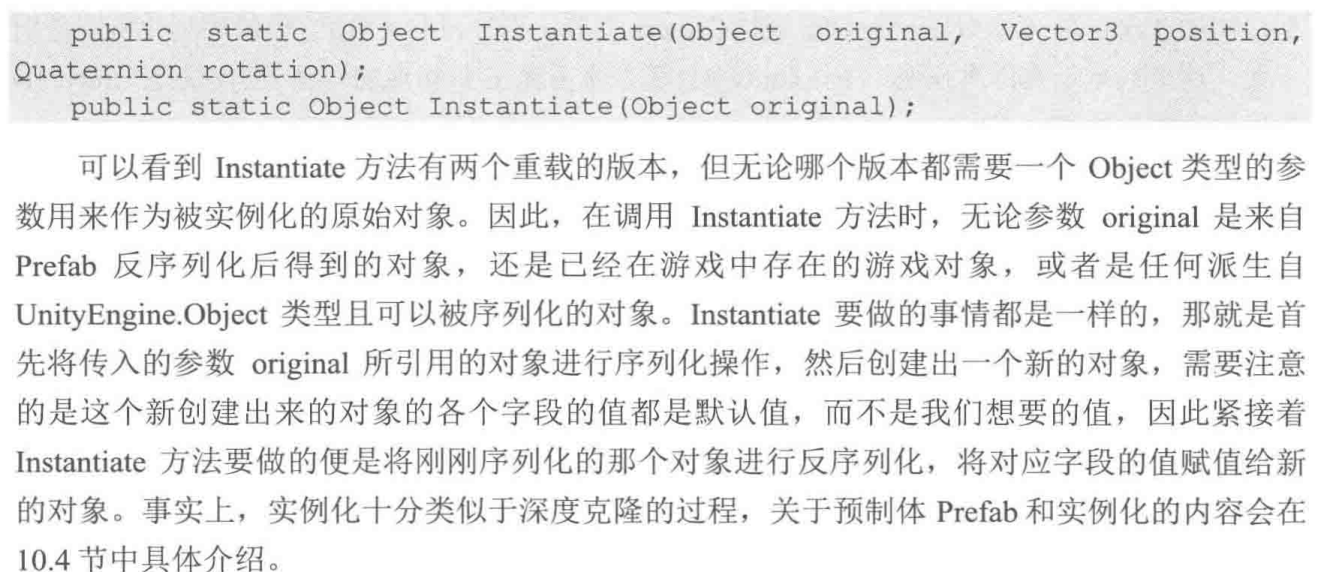 public static Object Instantiate(Object original, Vector3 position,
Quaternion rotation);
public static Object Instantiate(Object original);
可以看到 Instantiate 方法有两个重载的版本，但无论哪个版本都需要一个 Object 类型的参
数用来作为被实例化的原始对象。因此，在调用 Instantiate 方法时，无论参数 original 是来自
Prefab 反序列化后得到的对象，还是已经在游戏中存在的游戏对象，或者是任何派生自
UnityEngine.Object 类型且可以被序列化的对象。Instantiate 要做的事情都是一样的，那就是首
先将传入的参数 original 所引用的对象进行序列化操作，然后创建出一个新的对象，需要注意
的是这个新创建出来的对象的各个字段的值都是默认值，而不是我们想要的值，因此紧接着
Instantiate 方法要做的便是将刚刚序列化的那个对象进行反序列化，将对应字段的值赋值给新
的对象。事实上，实例化十分类似于深度克隆的过程，关于预制体 Prefab 和实例化的内容会在
10.4 节中具体介绍。